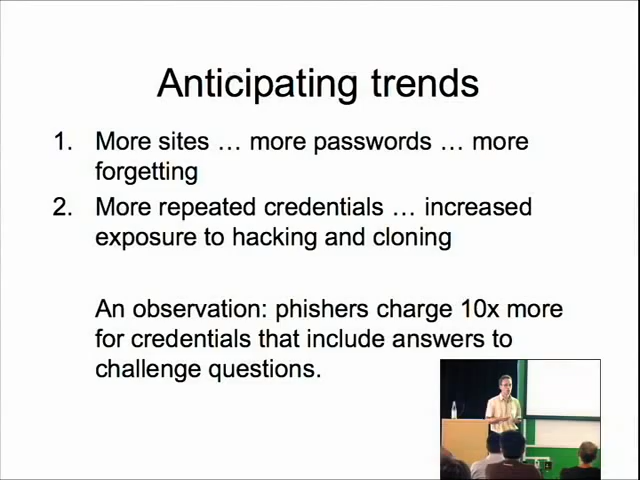 Anticipating trends
1. More sites … more passwords … more
forgetting
2. More repeated credentials … increased
exposure to hacking and cloning
An observation: phishers charge 10x more
for credentials that include answers to
challenge questions.